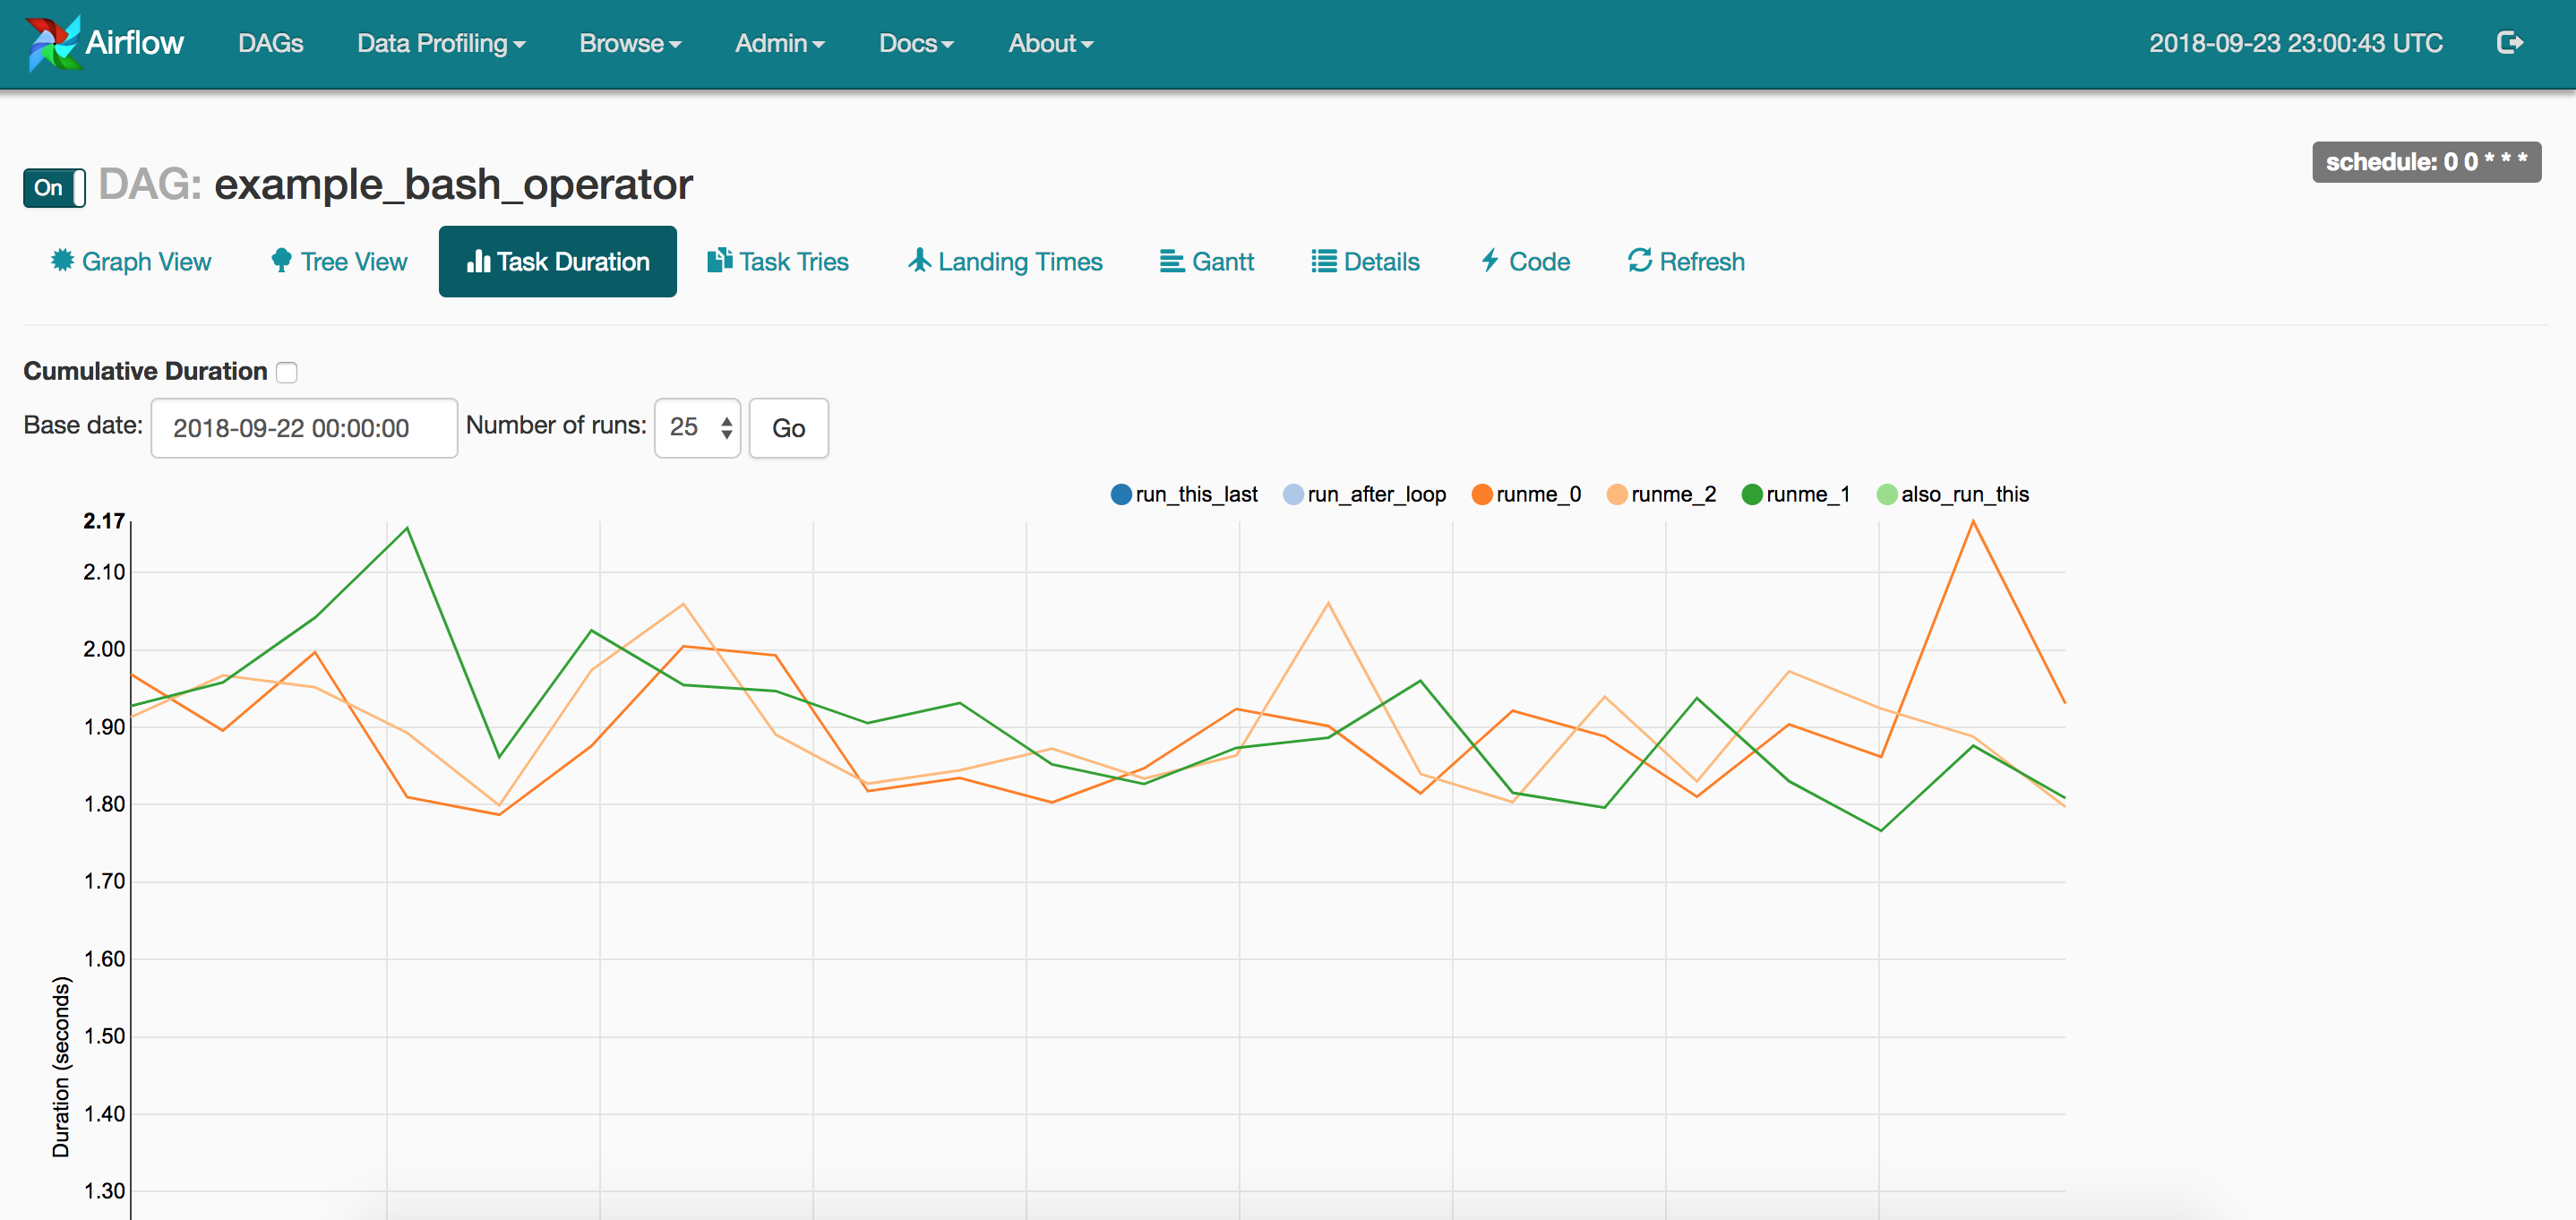 Airflow DAGs Data Profiling Browse Admin Docs About 2018-09-23 23:00:43 UTC
schedule: 0 0 * * *
On DAG: example_bash_operator
Graph View Tree View Task Duration Task Tries Landing Times Gantt Details Code Refresh
Cumulative Duration
Base date: 2018-09-22 00:00:00 Number of runs: 25 Go
run_this_last run_after_loop runme_0 runme_2 runme_1 also_run_this
2.17
2.10
2.00
1.90
1.80
1.70
1.60
1.50
1.40
1.30
Duration (seconds)